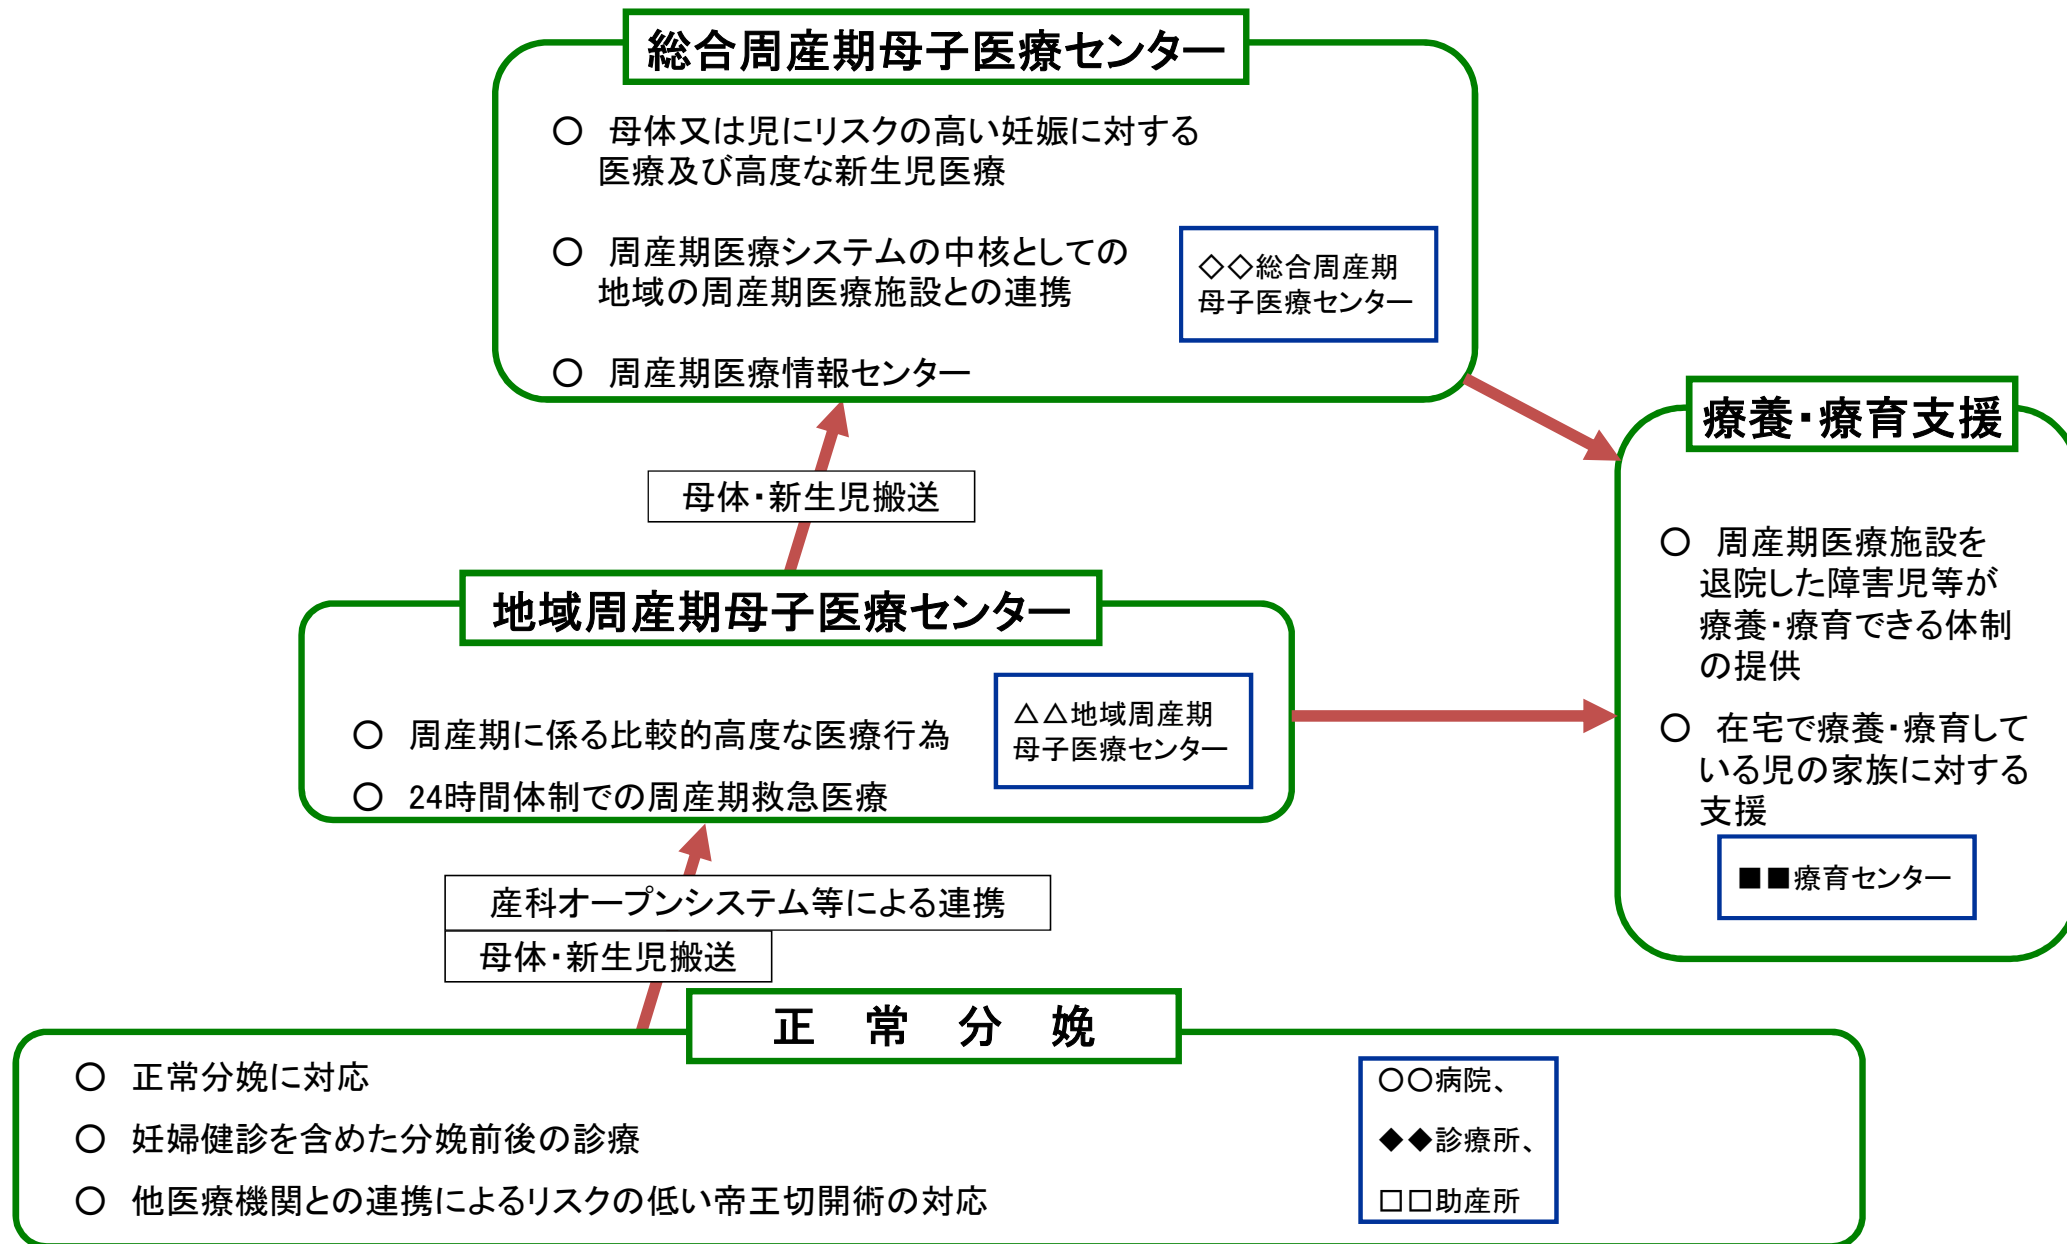 総合周産期母子医療センター
○ 母体又は児にリスクの高い妊娠に対する
医療及び高度な新生児医療
○ 周産期医療システムの中核としての
地域の周産期医療施設との連携
○ 周産期医療情報センター
◇◇総合周産期
母子医療センター
母体・新生児搬送
地域周産期母子医療センター
○ 周産期に係る比較的高度な医療行為
○ 24時間体制での周産期救急医療
△△地域周産期
母子医療センター
療養・療育支援
○ 周産期医療施設を
退院した障害児等が
療養・療育できる体制
の提供
○ 在宅で療養・療育して
いる児の家族に対する
支援
■■療育センター
産科オープンシステム等による連携
母体・新生児搬送
正 常 分 娩
○ 正常分娩に対応
○ 妊婦健診を含めた分娩前後の診療
○ 他医療機関との連携によるリスクの低い帝王切開術の対応
○○病院、
◆◆診療所、
□□助産所